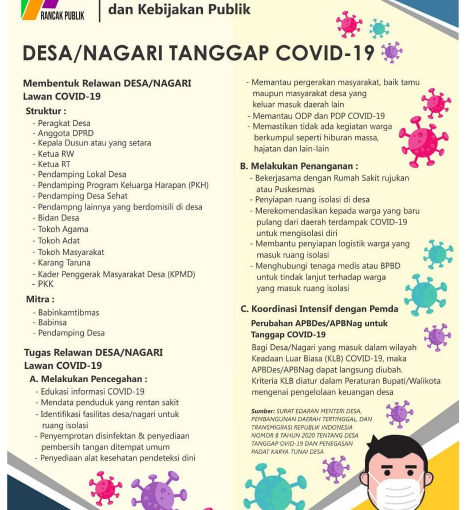 RANCAK PUBLIK
dan Kebijakan Publik
DESA/NAGARI TANGGAP COVID-19
Membentuk Relawan DESA/NAGARI
Lawan COVID-19
Struktur :
- Peragkat Desa
- Anggota DPRD
- Kepala Dusun atau yang setara
- Ketua RW
- Ketua RT
- Pendamping Lokal Desa
- Pendamping Program Keluarga Harapan (PKH)
- Pendamping Desa Sehat
- Pendampng lainnya yang berdomisili di desa
- Bidan Desa
- Tokoh Agama
- Tokoh Adat
- Tokoh Masyarakat
- Karang Taruna
- Kader Penggerak Masyarakat Desa (KPMD)
- PKK
Mitra :
- Babinkamtibmas
- Babinsa
- Pendamping Desa
Tugas Relawan DESA/NAGARI
Lawan COVID-19
A. Melakukan Pencegahan :
- Edukasi informasi COVID-19
- Mendata penduduk yang rentan sakit
- Identifikasi fasilitas desa/nagari untuk
ruang isolasi
- Penyemprotan disinfektan & penyediaan
pembersih tangan ditempat umum
- Penyediaan alat kesehatan pendeteksi dini
- Memantau pergerakan masyarakat, baik tamu
maupun masyarakat desa yang
keluar masuk daerah lain
- Memantau ODP dan PDP COVID-19
- Memastikan tidak ada kegiatan warga
berkumpul seperti hiburan massa,
hajatan dan lain-lain
B. Melakukan Penanganan :
- Bekerjasama dengan Rumah Sakit rujukan
atau Puskesmas
- Penyiapan ruang isolasi di desa
- Merekomendasikan kepada warga yang baru
pulang dari daerah terdampak COVID-19
untuk mengisolasi diri
- Membantu penyiapan logistik warga yang
masuk ruang isolasi
- Menghubungi tenaga medis atau BPBD
untuk tindak lanjut terhadap warga
yang masuk ruang isolasi
C. Koordinasi Intensif dengan Pemda
Perubahan APBDes/APBNag untuk
Tanggap COVID-19
Bagi Desa/Nagari yang masuk dalam wilayah
Keadaan Luar Biasa (KLB) COVID-19, maka
APBDes/APBNag dapat langsung diubah.
Kriteria KLB diatur dalam Peraturan Bupati/Walikota
mengenai pengelolaan keuangan desa
Sumber: SURAT EDARAN MENTERI DESA,
PEMBANGUNAN DAERAH TERTINGGAL, DAN
TRANSMIGRASI REPUBLIK INDONESIA
NOMOR 8 TAHUN 2020 TENTANG DESA
TANGGAP OVID-19 DAN PENEGASAN
PADAT KARYA TUNAI DESA